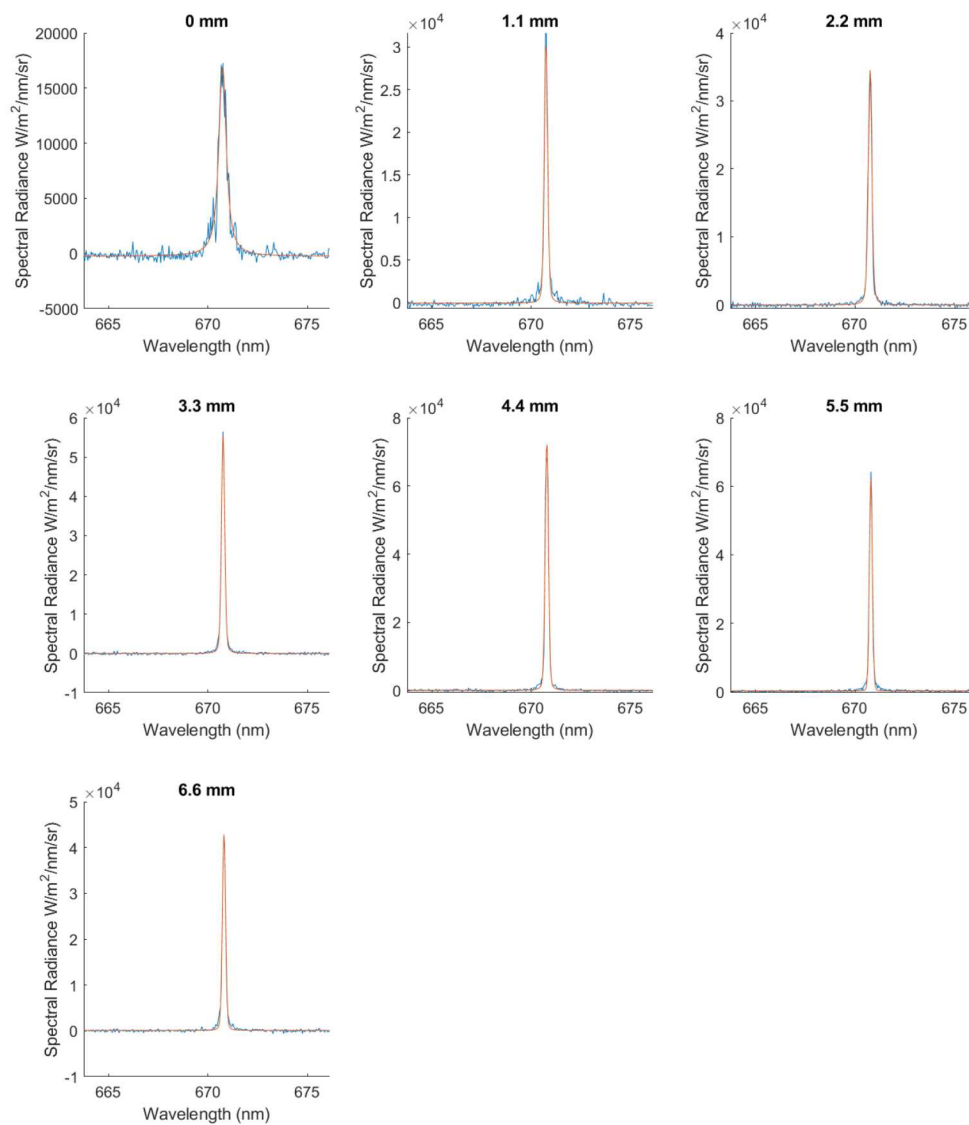 0 mm
20000
15000
10000
5000
0
-5000
Spectral Radiance W/m²/nm/sr)
665 670 675
Wavelength (nm)
1.1 mm
×10⁴
3
2.5
2
1.5
1
0.5
0
Spectral Radiance W/m²/nm/sr)
665 670 675
Wavelength (nm)
2.2 mm
×10⁴
4
3
2
1
0
Spectral Radiance W/m²/nm/sr)
665 670 675
Wavelength (nm)
3.3 mm
×10⁴
6
5
4
3
2
1
0
-1
Spectral Radiance W/m²/nm/sr)
665 670 675
Wavelength (nm)
4.4 mm
×10⁴
8
6
4
2
0
Spectral Radiance W/m²/nm/sr)
665 670 675
Wavelength (nm)
5.5 mm
×10⁴
8
6
4
2
0
Spectral Radiance W/m²/nm/sr)
665 670 675
Wavelength (nm)
6.6 mm
×10⁴
5
4
3
2
1
0
-1
Spectral Radiance W/m²/nm/sr)
665 670 675
Wavelength (nm)